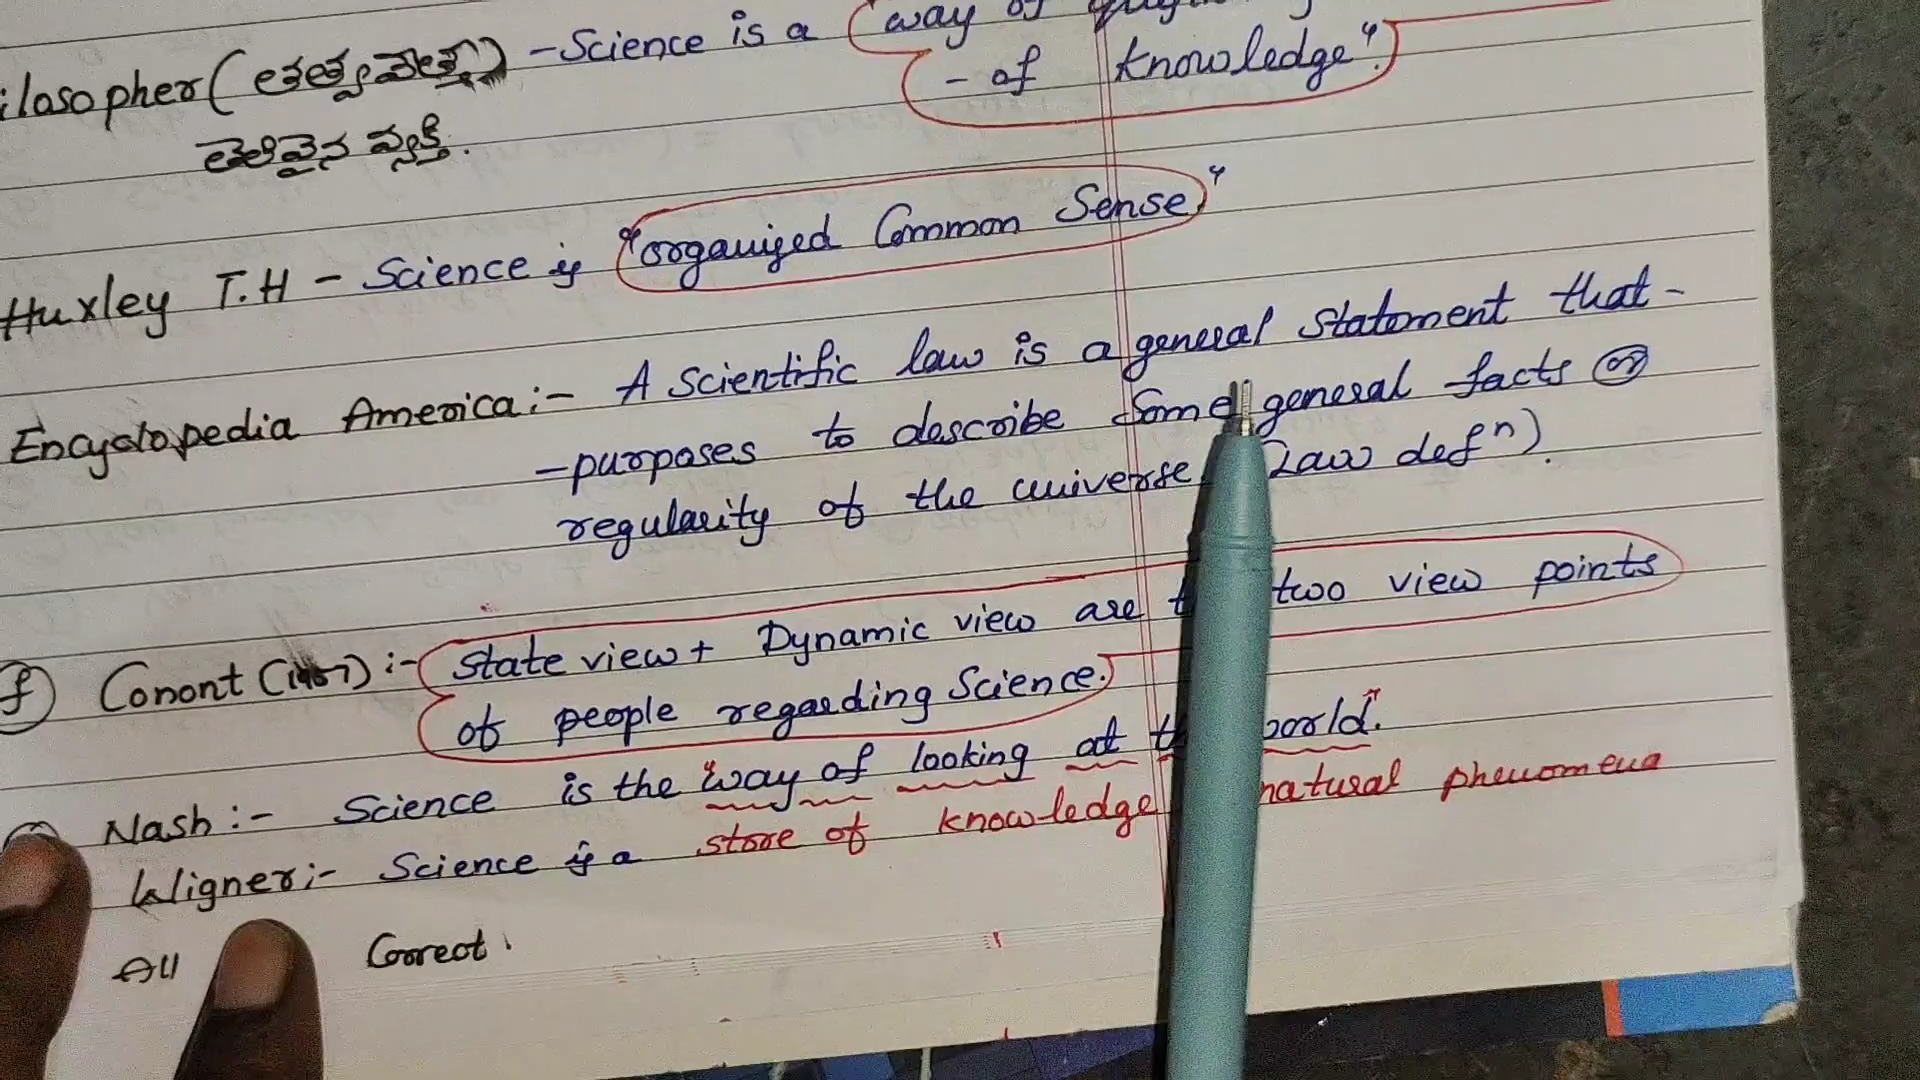 ilosopher (తత్త్వవేత్త) - Science is a "way of
- of knowledge".
తెలివైన వ్యక్తి.
Huxley T.H - Science is "organized Common Sense"
Encyclopedia America:- A scientific law is a general statement that -
- purposes to describe some general facts or
regularity of the universe Law defⁿ).
f) Conont :- State view + Dynamic view are two view points
of people regarding Science.
Nash:- Science is the "way of looking at world".
Wigner:- Science is a store of knowledge natural phenomena
All Correct.